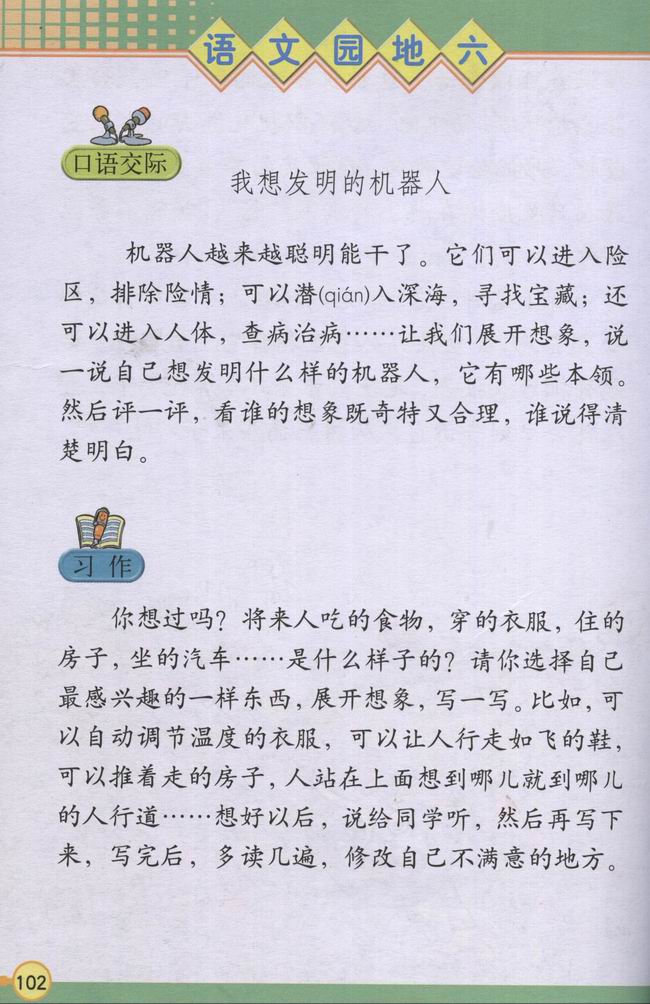 语文园地六
口语交际
我想发明的机器人
机器人越来越聪明能干了。它们可以进入险
区，排除险情；可以潜(qián)入深海，寻找宝藏；还
可以进入人体，查病治病……让我们展开想象，说
一说自己想发明什么样的机器人，它有哪些本领。
然后评一评，看谁的想象既奇特又合理，谁说得清
楚明白。
习作
你想过吗？将来人吃的食物，穿的衣服，住的
房子，坐的汽车……是什么样子的？请你选择自己
最感兴趣的一样东西，展开想象，写一写。比如，可
以自动调节温度的衣服，可以让人行走如飞的鞋，
可以推着走的房子，人站在上面想到哪儿就到哪儿
的人行道……想好以后，说给同学听，然后再写下
来，写完后，多读几遍，修改自己不满意的地方。
102